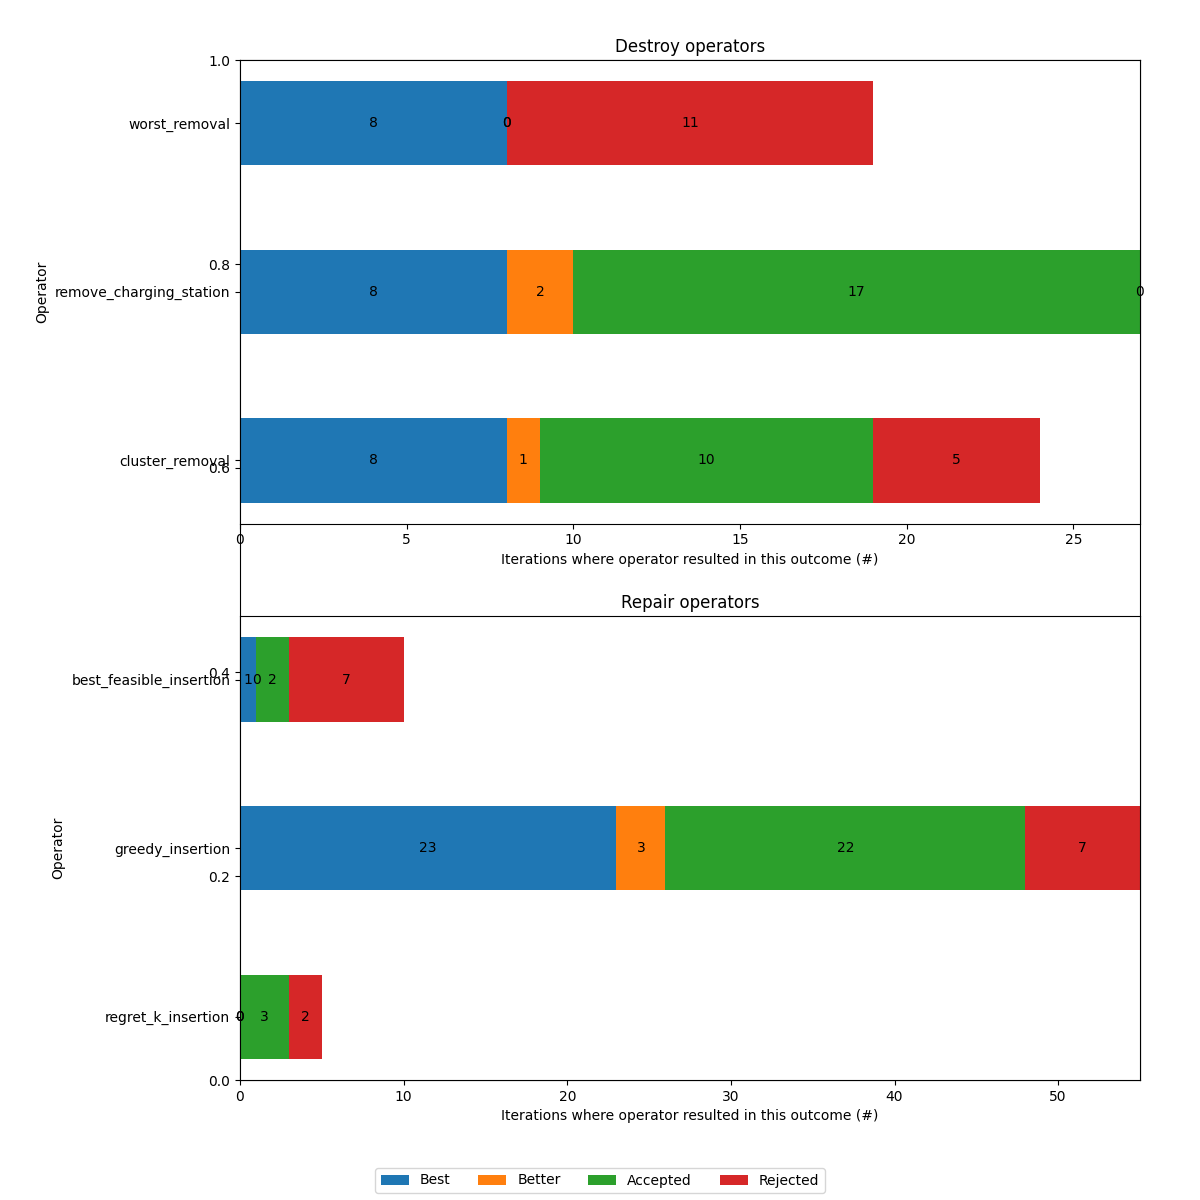 Destroy operators
1.0
worst_removal 8 0 11
0.8
Operator
remove_charging_station 8 2 17 0
cluster_removal 8 1 10 5
0.6
0 5 10 15 20 25
Iterations where operator resulted in this outcome (#)
Repair operators
0.4
best_feasible_insertion 1 0 2 7
Operator
greedy_insertion 23 3 22 7
0.2
regret_k_insertion 0 3 2
0.0
0 10 20 30 40 50
Iterations where operator resulted in this outcome (#)
Best Better Accepted Rejected